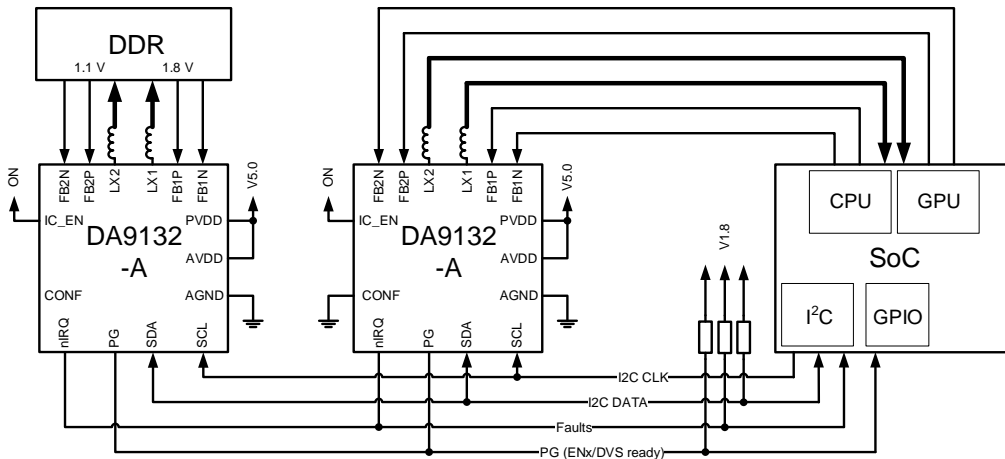 DDR
1.1 V 1.8 V
FB2N FB2P LX2 LX1 FB1P FB1N
ON
V5.0
IC_EN
PVDD
DA9132
-A
AVDD
CONF
AGND
nIRQ PG SDA SCL
FB2N FB2P LX2 LX1 FB1P FB1N
ON
V5.0
IC_EN
PVDD
DA9132
-A
AVDD
CONF
AGND
nIRQ PG SDA SCL
V1.8
CPU GPU
SoC
I²C GPIO
I2C CLK
I2C DATA
Faults
PG (ENx/DVS ready)